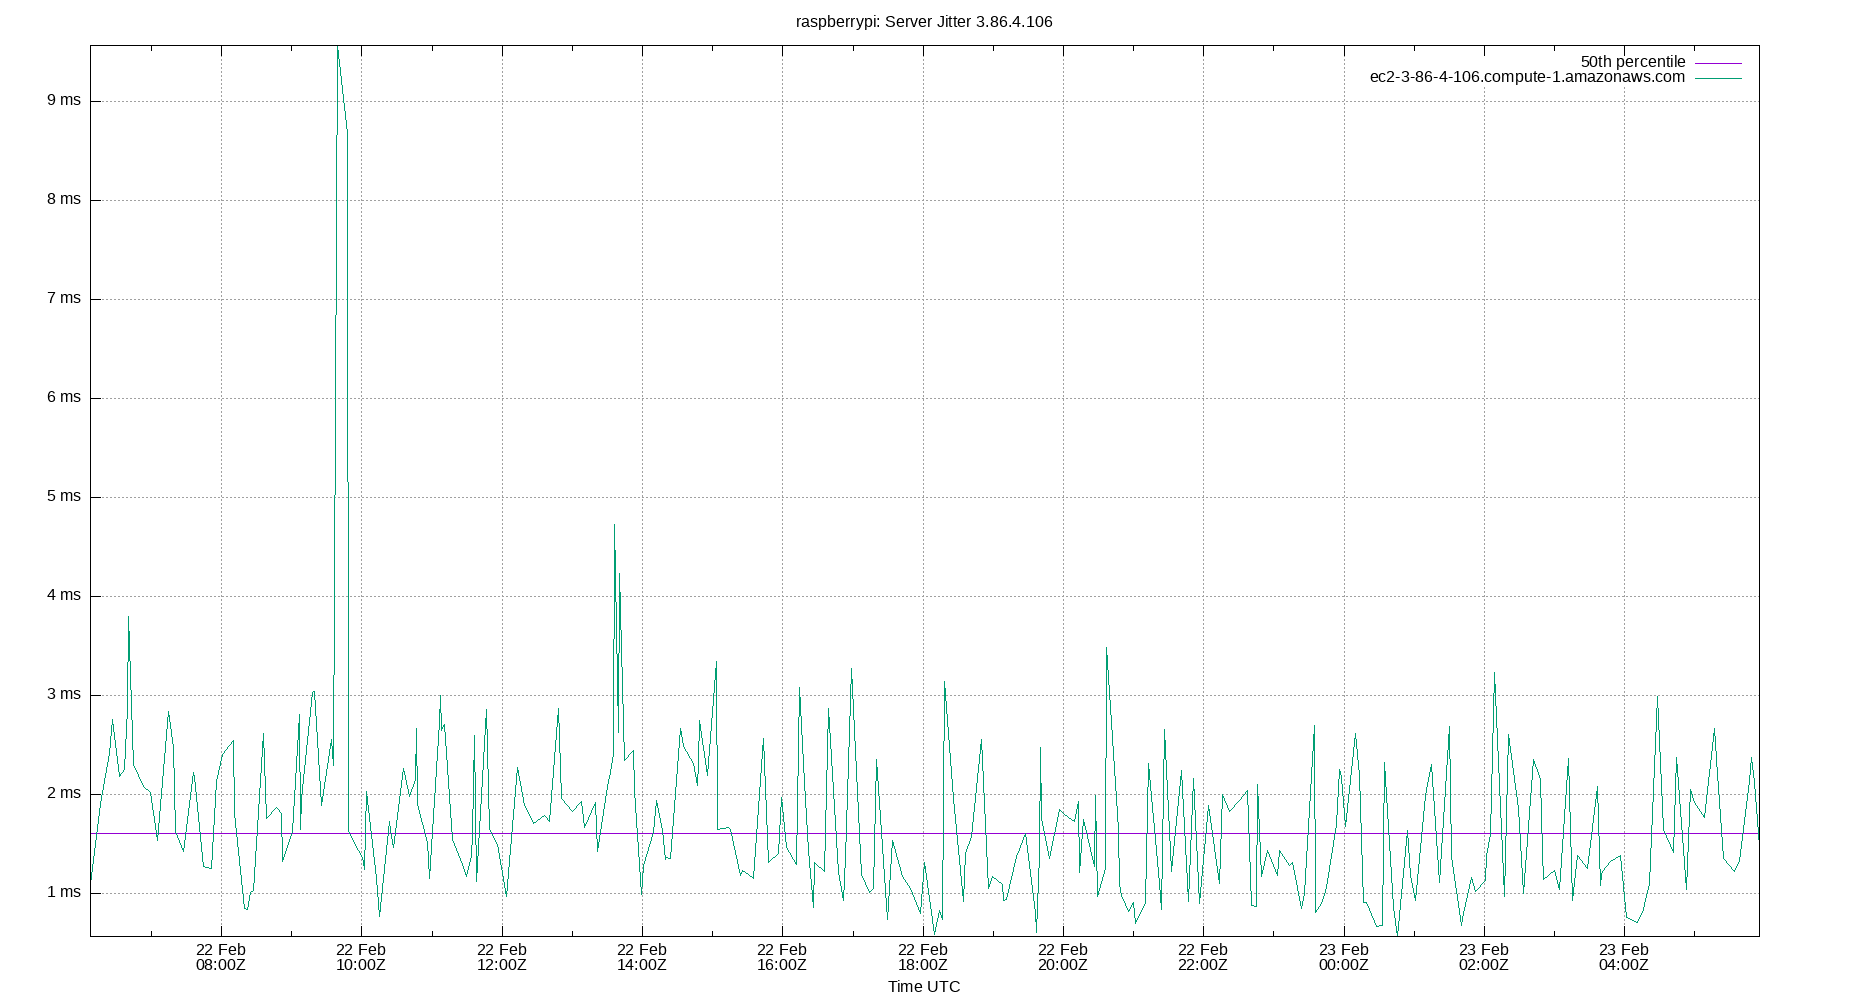 raspberrypi: Server Jitter 3.86.4.106
50th percentile
ec2-3-86-4-106.compute-1.amazonaws.com
9 ms
8 ms
7 ms
6 ms
5 ms
4 ms
3 ms
2 ms
1 ms
22 Feb 22 Feb 22 Feb 22 Feb 22 Feb 22 Feb 22 Feb 22 Feb 23 Feb 23 Feb 23 Feb
08:00Z 10:00Z 12:00Z 14:00Z 16:00Z 18:00Z 20:00Z 22:00Z 00:00Z 02:00Z 04:00Z
Time UTC